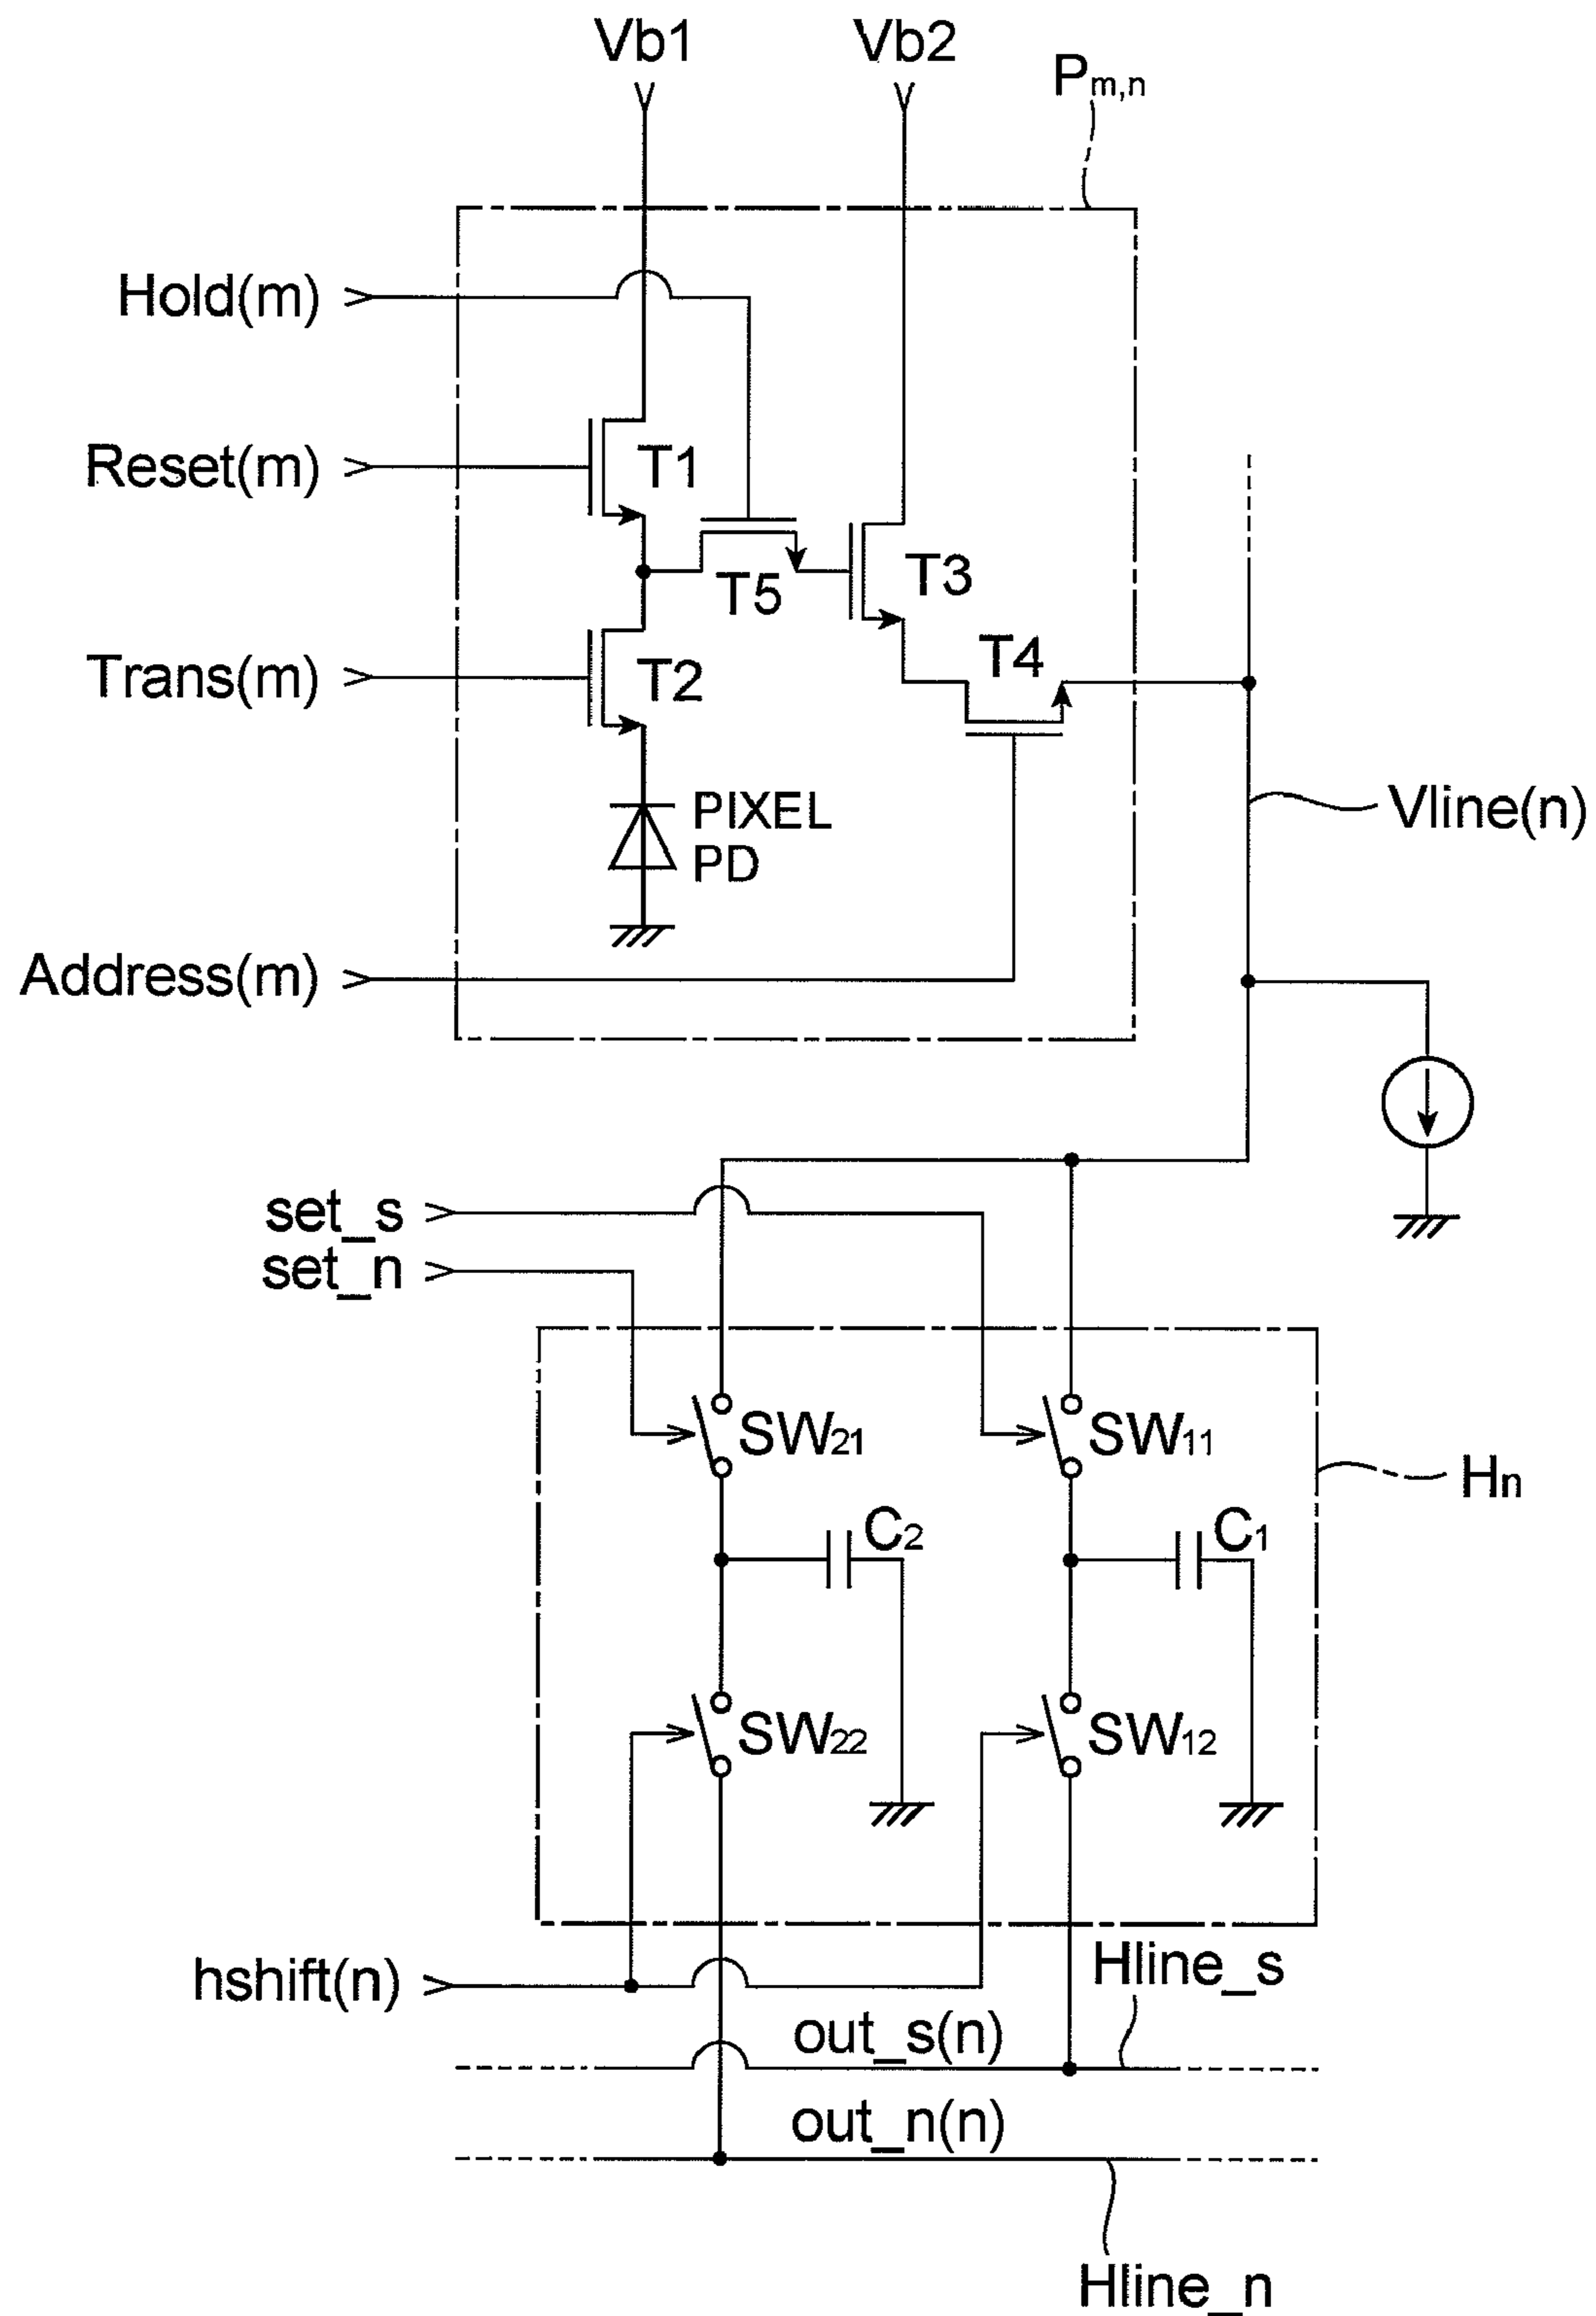 Vb1 Vb2
Pm,n
Hold(m)
Reset(m)
T1
T5
T3
Trans(m)
T2
T4
PIXEL
PD
Vline(n)
Address(m)
set_s
set_n
SW21
SW11
Hn
C2
C1
SW22
SW12
hshift(n)
Hline_s
out_s(n)
out_n(n)
Hline_n